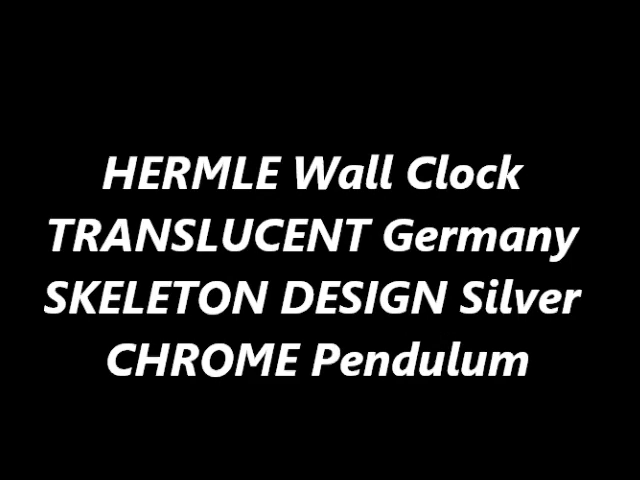 HERMLE Wall Clock
TRANSLUCENT Germany
SKELETON DESIGN Silver
CHROME Pendulum